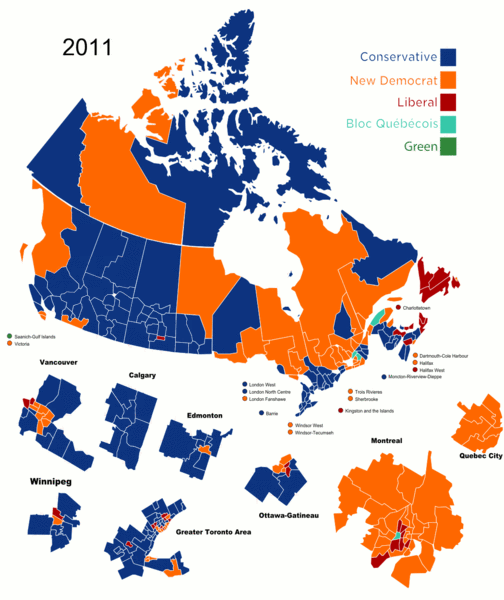 2011
Conservative
New Democrat
Liberal
Bloc Québécois
Green
Charlottetown
Saanich-Gulf Islands
Victoria
Dartmouth-Cole Harbour
Halifax
Halifax West
Moncton-Riverview-Dieppe
Vancouver
Calgary
London West
London North Centre
London Fanshawe
Trois Rivieres
Sherbrooke
Edmonton
Barrie
Kingston and the Islands
Windsor West
Windsor-Tecumseh
Montreal
Quebec City
Winnipeg
Ottawa-Gatineau
Greater Toronto Area